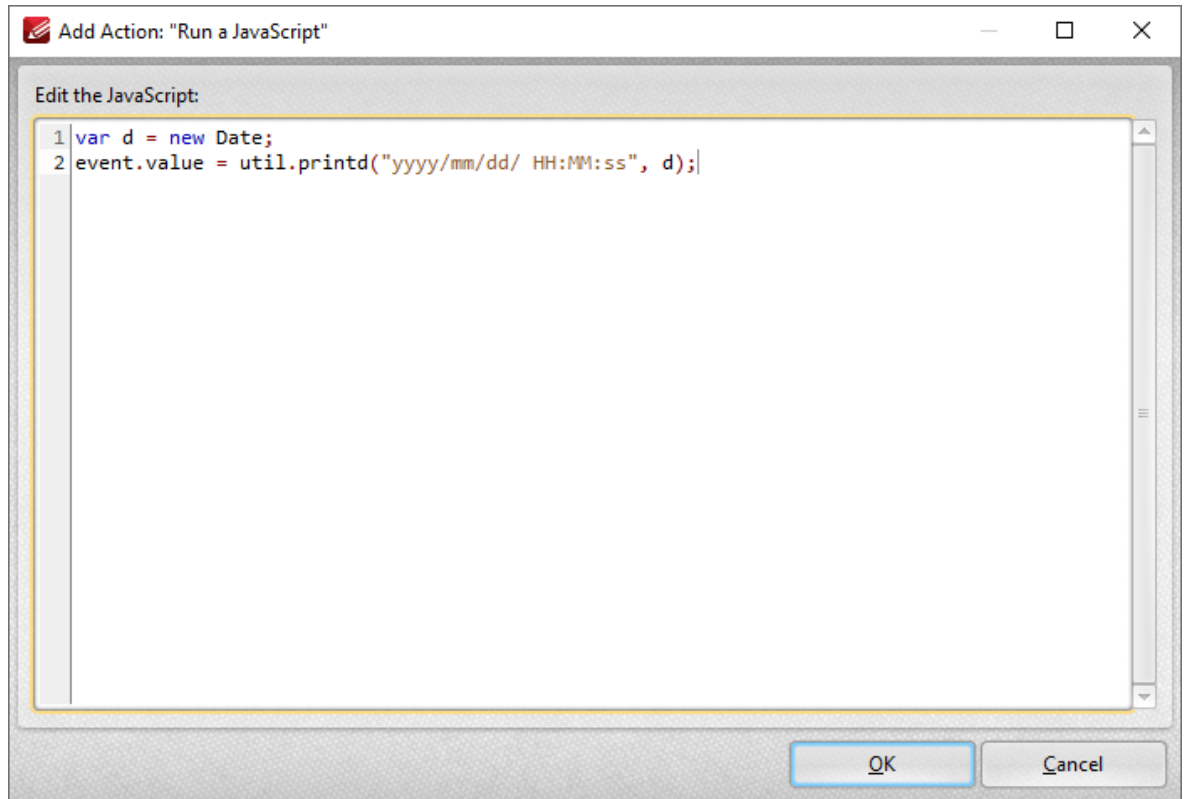 Add Action: "Run a JavaScript"
Edit the JavaScript:
1 var d = new Date;
2 event.value = util.printd("yyyy/mm/dd/ HH:MM:ss", d);
OK Cancel